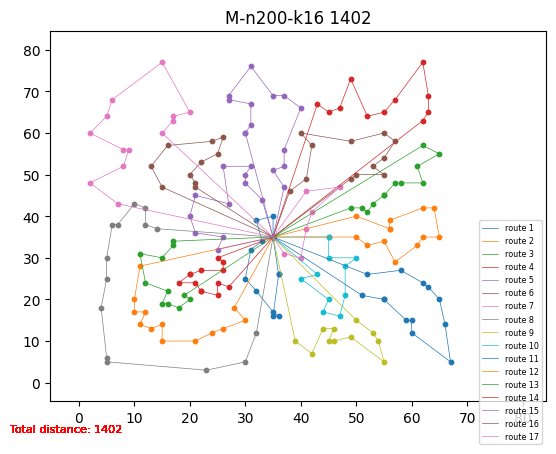 M-n200-k16 1402
80
70
60
50
40
30
20
10
0
route 1
route 2
route 3
route 4
route 5
route 6
route 7
route 8
route 9
route 10
route 11
route 12
route 13
route 14
route 15
route 16
route 17
0 10 20 30 40 50 60 70 80
Total distance: 1402